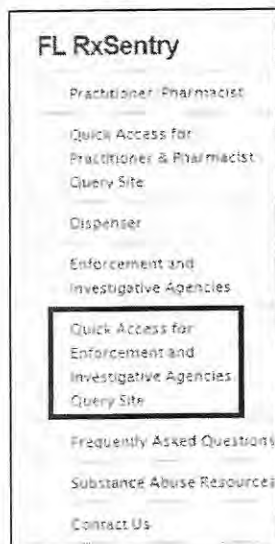 FL RxSentry
Practitioner/Pharmacist
Quick Access for
Practitioner & Pharmacist
Query Site
Dispenser
Enforcement and
Investigative Agencies
Quick Access for
Enforcement and
Investigative Agencies
Query Site
Frequently Asked Questions
Substance Abuse Resources
Contact Us